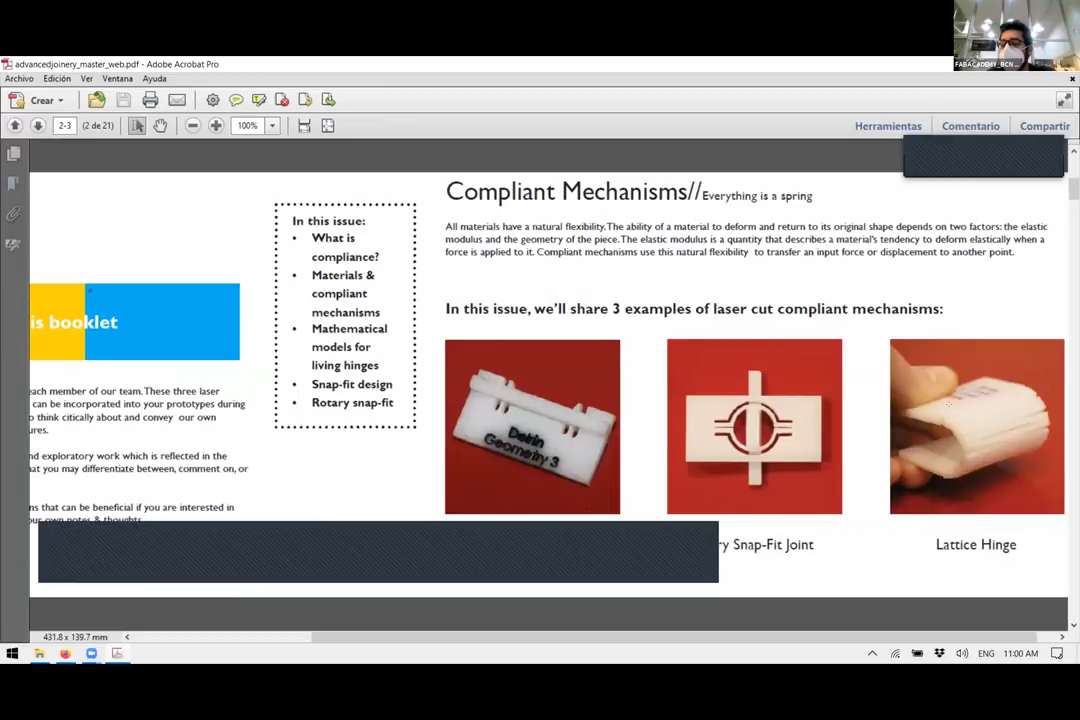 FABACADEMY_BCN ...
advancedjoinery_master_web.pdf - Adobe Acrobat Pro
Archivo Edición Ver Ventana Ayuda
Crear
2-3 (2 de 21) 100% Herramientas Comentario Compartir
is booklet
each member of our team. These three laser
can be incorporated into your prototypes during
o think citically about and convey our own
ures.
nd exploratory work which is reflected in the
hat you may differentiate between, comment on, or
ns that can be beneficial if you are interested in
our own notes & thoughts
In this issue:
• What is
compliance?
• Materials &
compliant
mechanisms
• Mathematical
models for
living hinges
• Snap-fit design
• Rotary snap-fit
Compliant Mechanisms//Everything is a spring
All materials have a natural flexibility. The ability of a material to deform and return to its original shape depends on two factors: the elastic
modulus and the geometry of the piece. The elastic modulus is a quantity that describes a material's tendency to deform elastically when a
force is applied to it. Compliant mechanisms use this natural flexibility to transfer an input force or displacement to another point.
In this issue, we'll share 3 examples of laser cut compliant mechanisms:
Delrin
Geometry 3
ry Snap-Fit Joint
Lattice Hinge
431.8 x 139.7 mm
ENG 11:00 AM